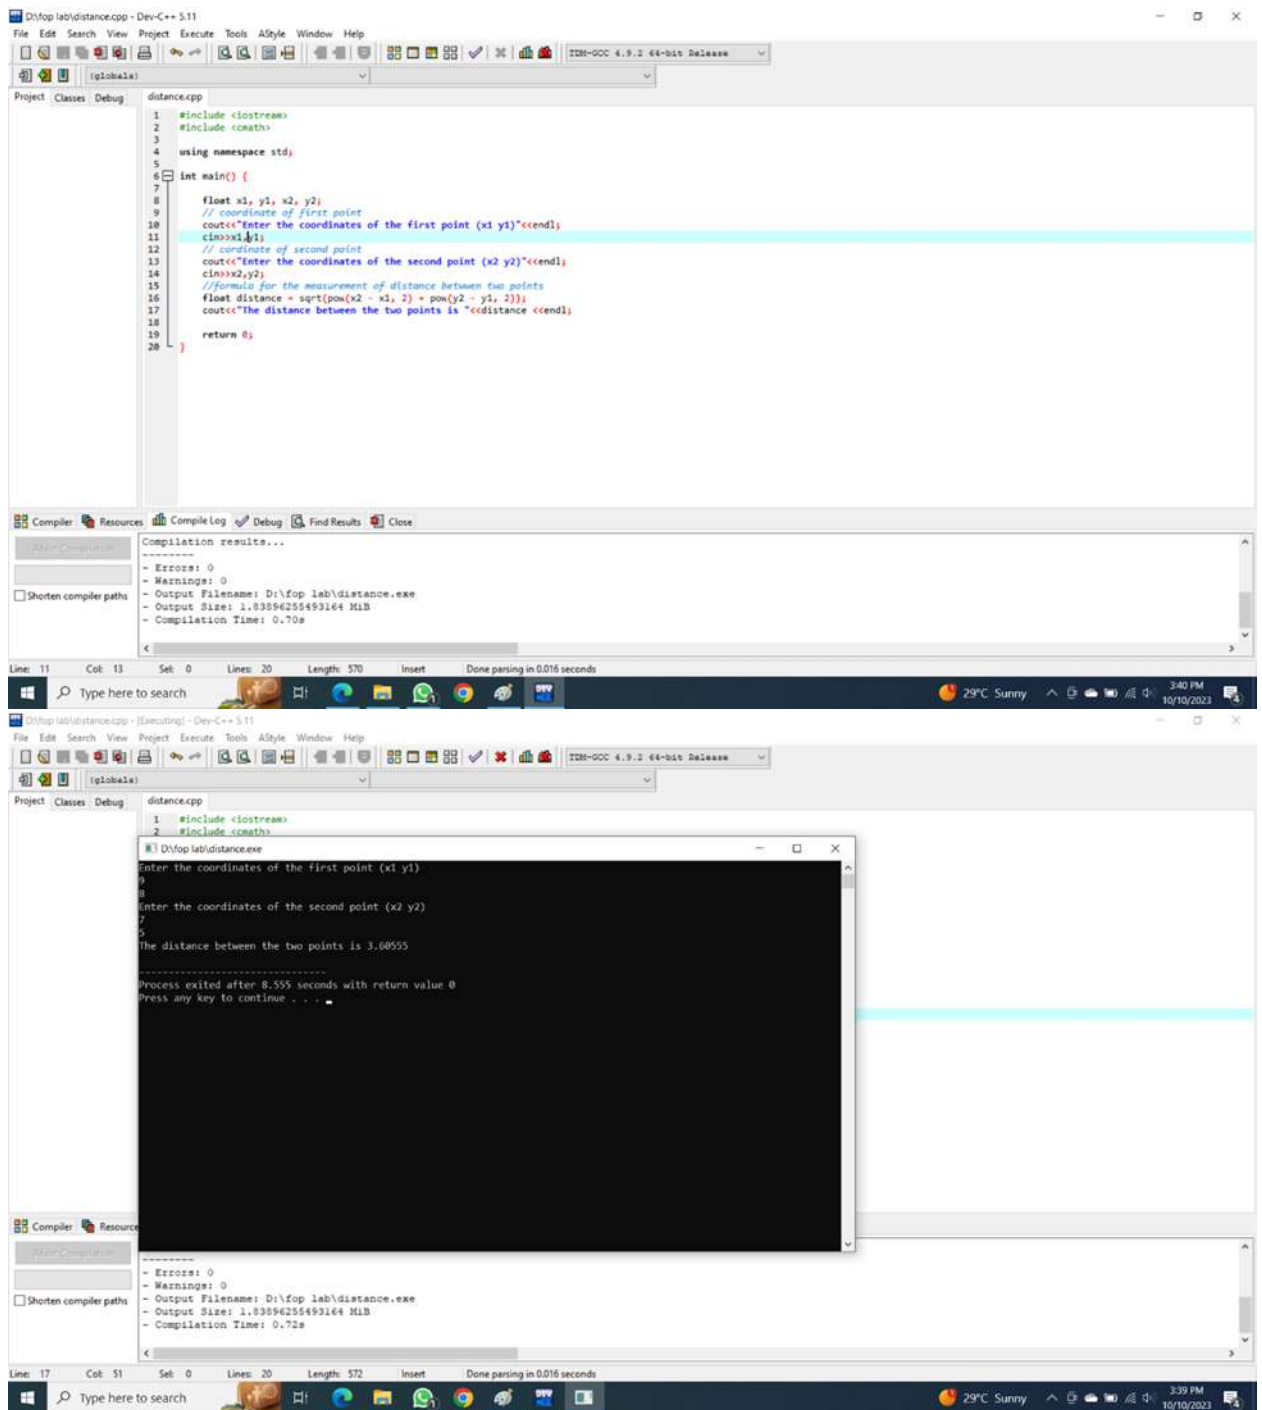 D:\fop lab\distance.cpp - Dev-C++ 5.11
File Edit Search View Project Execute Tools AStyle Window Help
TDM-GCC 4.9.2 64-bit Release
(globals)
Project Classes Debug distance.cpp
1 #include <iostream>
2 #include <cmath>
3
4 using namespace std;
5
6 int main() {
7
8 float x1, y1, x2, y2;
9 // coordinate of first point
10 cout<<"Enter the coordinates of the first point (x1 y1)"<<endl;
11 cin>>x1,y1;
12 // cordinate of second point
13 cout<<"Enter the coordinates of the second point (x2 y2)"<<endl;
14 cin>>x2,y2;
15 //formula for the measurement of distance between two points
16 float distance = sqrt(pow(x2 - x1, 2) + pow(y2 - y1, 2));
17 cout<<"The distance between the two points is "<<distance <<endl;
18
19 return 0;
20 }
Compiler Resources Compile Log Debug Find Results Close
Abort Compilation
Compilation results...
--------
- Errors: 0
- Warnings: 0
Shorten compiler paths
- Output Filename: D:\fop lab\distance.exe
- Output Size: 1.83896255493164 MiB
- Compilation Time: 0.70s
Line: 11 Col: 13 Sel: 0 Lines: 20 Length: 570 Insert Done parsing in 0.016 seconds
Type here to search
29°C Sunny
3:40 PM
10/10/2023
4
D:\fop lab\distance.cpp - [Executing] - Dev-C++ 5.11
File Edit Search View Project Execute Tools AStyle Window Help
TDM-GCC 4.9.2 64-bit Release
(globals)
Project Classes Debug distance.cpp
1 #include <iostream>
2 #include <cmath>
D:\fop lab\distance.exe
Enter the coordinates of the first point (x1 y1)
9
8
Enter the coordinates of the second point (x2 y2)
7
5
The distance between the two points is 3.60555
--------------------------------
Process exited after 8.555 seconds with return value 0
Press any key to continue . . .
Compiler Resource
Abort Compilation
--------
- Errors: 0
- Warnings: 0
Shorten compiler paths
- Output Filename: D:\fop lab\distance.exe
- Output Size: 1.83896255493164 MiB
- Compilation Time: 0.72s
Line: 17 Col: 51 Sel: 0 Lines: 20 Length: 572 Insert Done parsing in 0.016 seconds
Type here to search
29°C Sunny
3:39 PM
10/10/2023
4